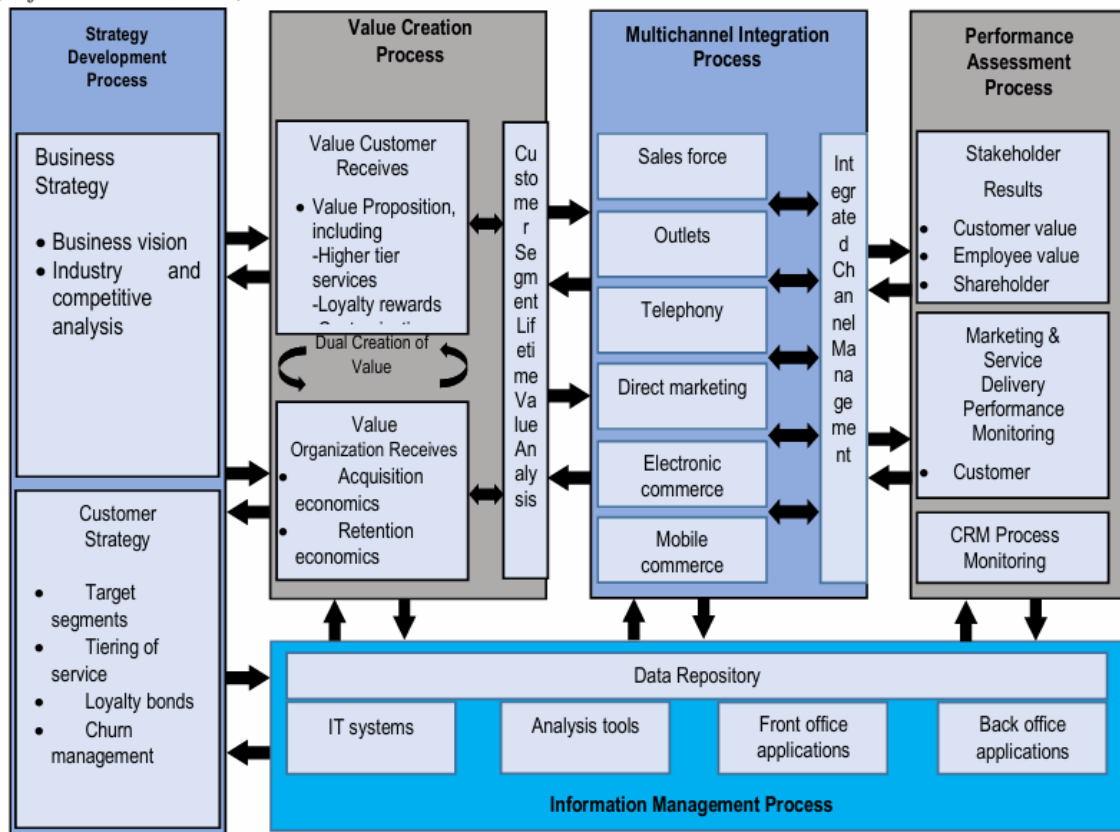 Strategy
Development
Process
Business
Strategy
• Business vision
• Industry and
competitive
analysis
Customer
Strategy
• Target
segments
• Tiering of
service
• Loyalty bonds
• Churn
management
Value Creation
Process
Value Customer
Receives
• Value Proposition,
including
-Higher tier
services
-Loyalty rewards
Dual Creation of
Value
Value
Organization Receives
• Acquisition
economics
• Retention
economics
Cu
sto
me
r
Se
gm
ent
Lif
eti
me
Va
lue
An
aly
sis
Multichannel Integration
Process
Sales force
Outlets
Telephony
Direct marketing
Electronic
commerce
Mobile
commerce
Int
egr
ate
d
Ch
an
nel
Ma
na
ge
me
nt
Performance
Assessment
Process
Stakeholder
Results
• Customer value
• Employee value
• Shareholder
Marketing &
Service
Delivery
Performance
Monitoring
• Customer
CRM Process
Monitoring
Data Repository
IT systems
Analysis tools
Front office
applications
Back office
applications
Information Management Process